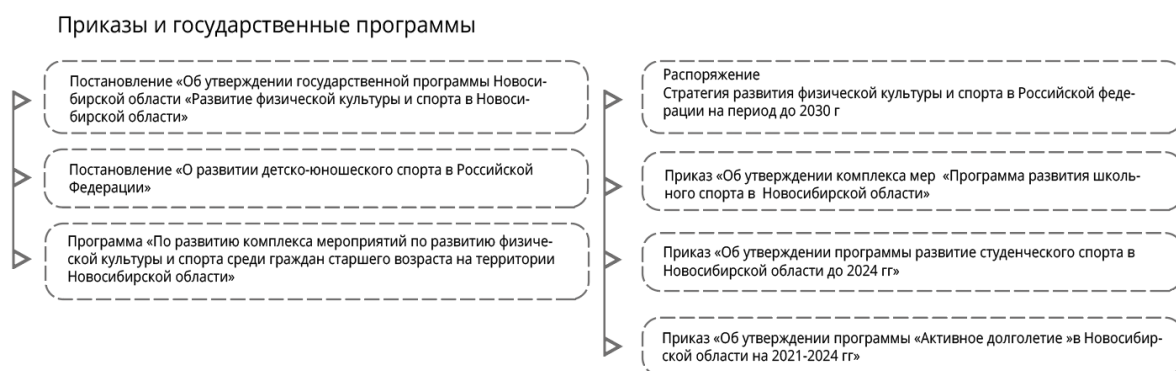 Приказы и государственные программы
Постановление «Об утверждении государственной программы Новоси-
бирской области «Развитие физической культуры и спорта в Новоси-
бирской области»
Постановление «О развитии детско-юношеского спорта в Российской
Федерации»
Программа «По развитию комплекса мероприятий по развитию физиче-
ской культуры и спорта среди граждан старшего возраста на территории
Новосибирской области»
Распоряжение
Стратегия развития физической культуры и спорта в Российской феде-
рации на период до 2030 г
Приказ «Об утверждении комплекса мер «Программа развития школь-
ного спорта в Новосибирской области»
Приказ «Об утверждении программы развитие студенческого спорта в
Новосибирской области до 2024 гг»
Приказ «Об утверждении программы «Активное долголетие »в Новосибир-
ской области на 2021-2024 гг»